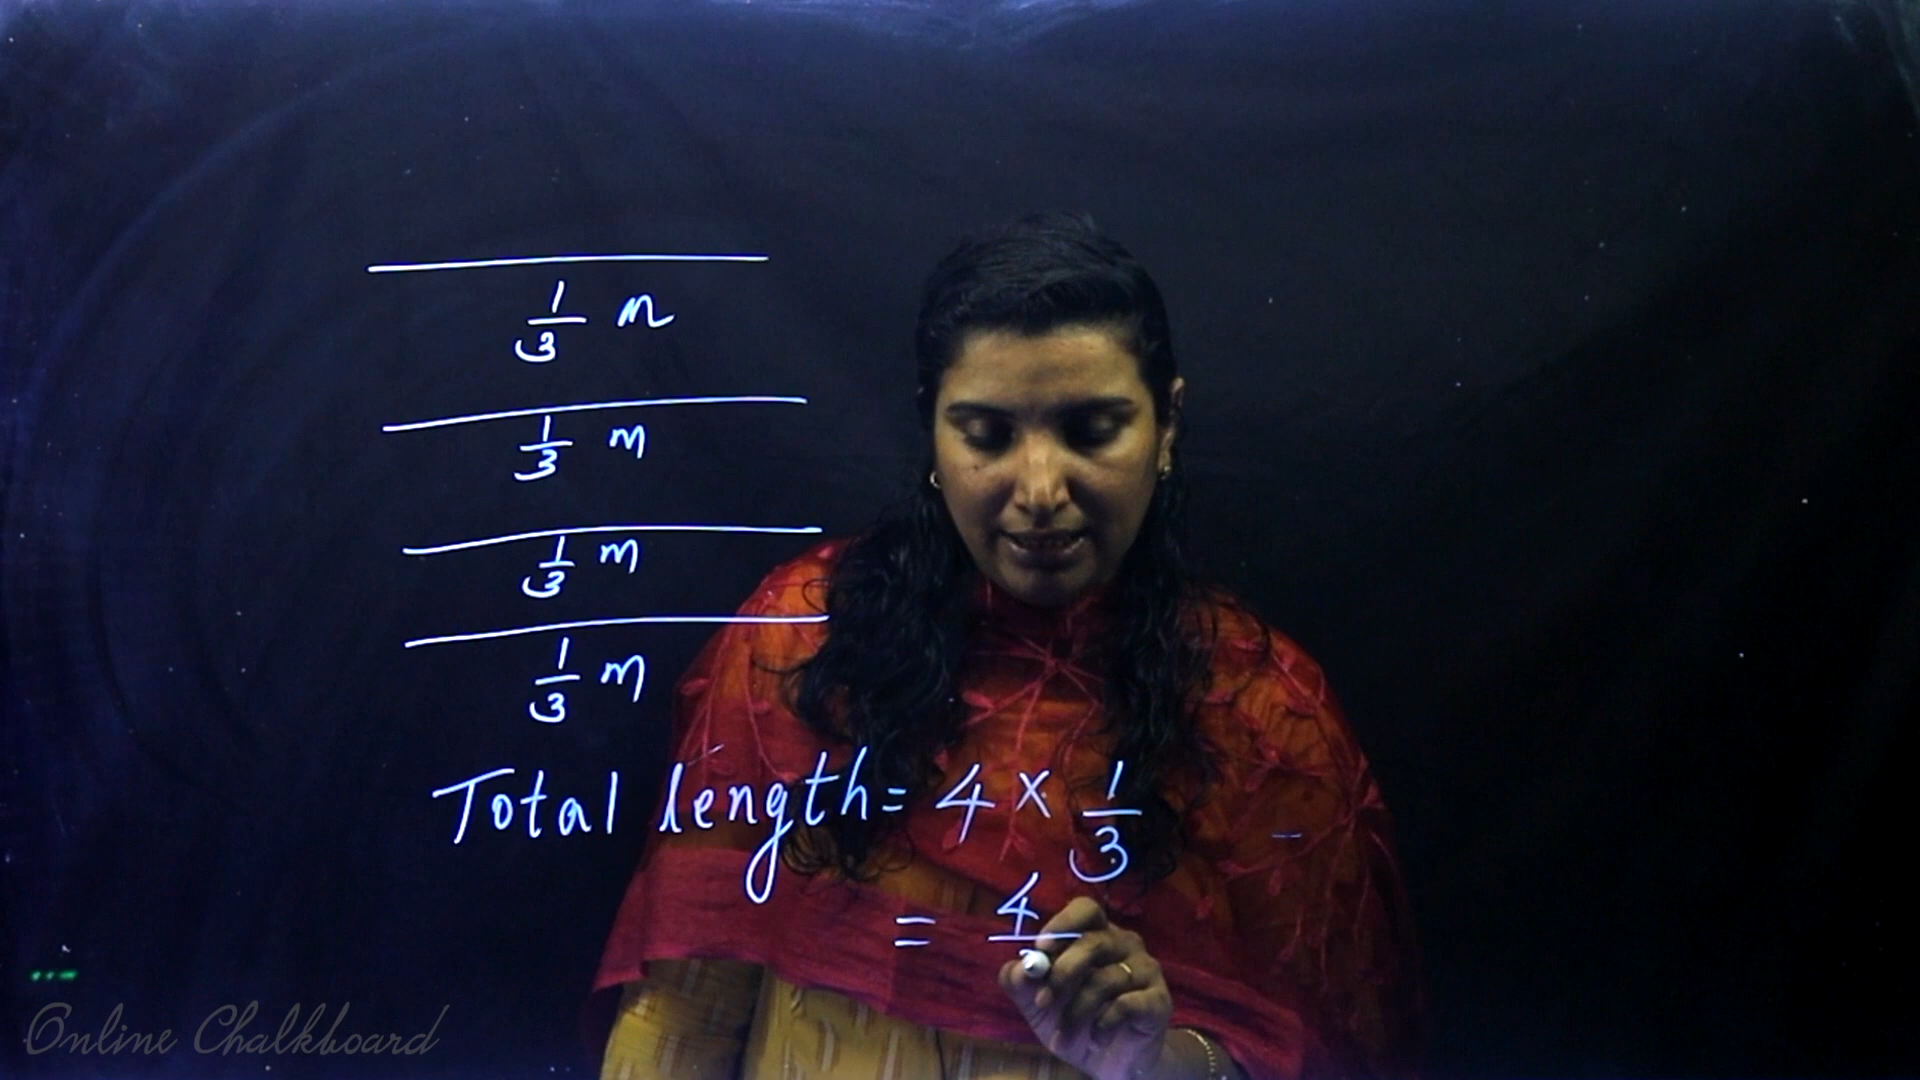 1/3 m
1/3 m
1/3 m
1/3 m
Total length = 4 × 1/3
= 4/
Online Chalkboard